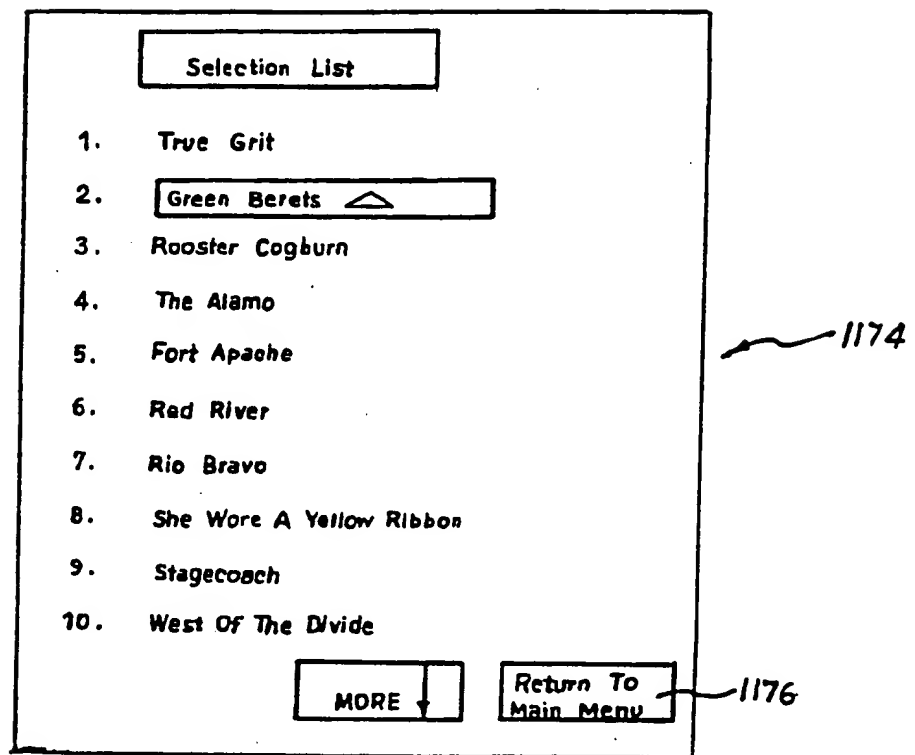 Selection List
1. True Grit
2. Green Berets
3. Rooster Cogburn
4. The Alamo
5. Fort Apache
6. Red River
7. Rio Bravo
8. She Wore A Yellow Ribbon
9. Stagecoach
10. West Of The Divide
1174
MORE
Return To
Main Menu
1176